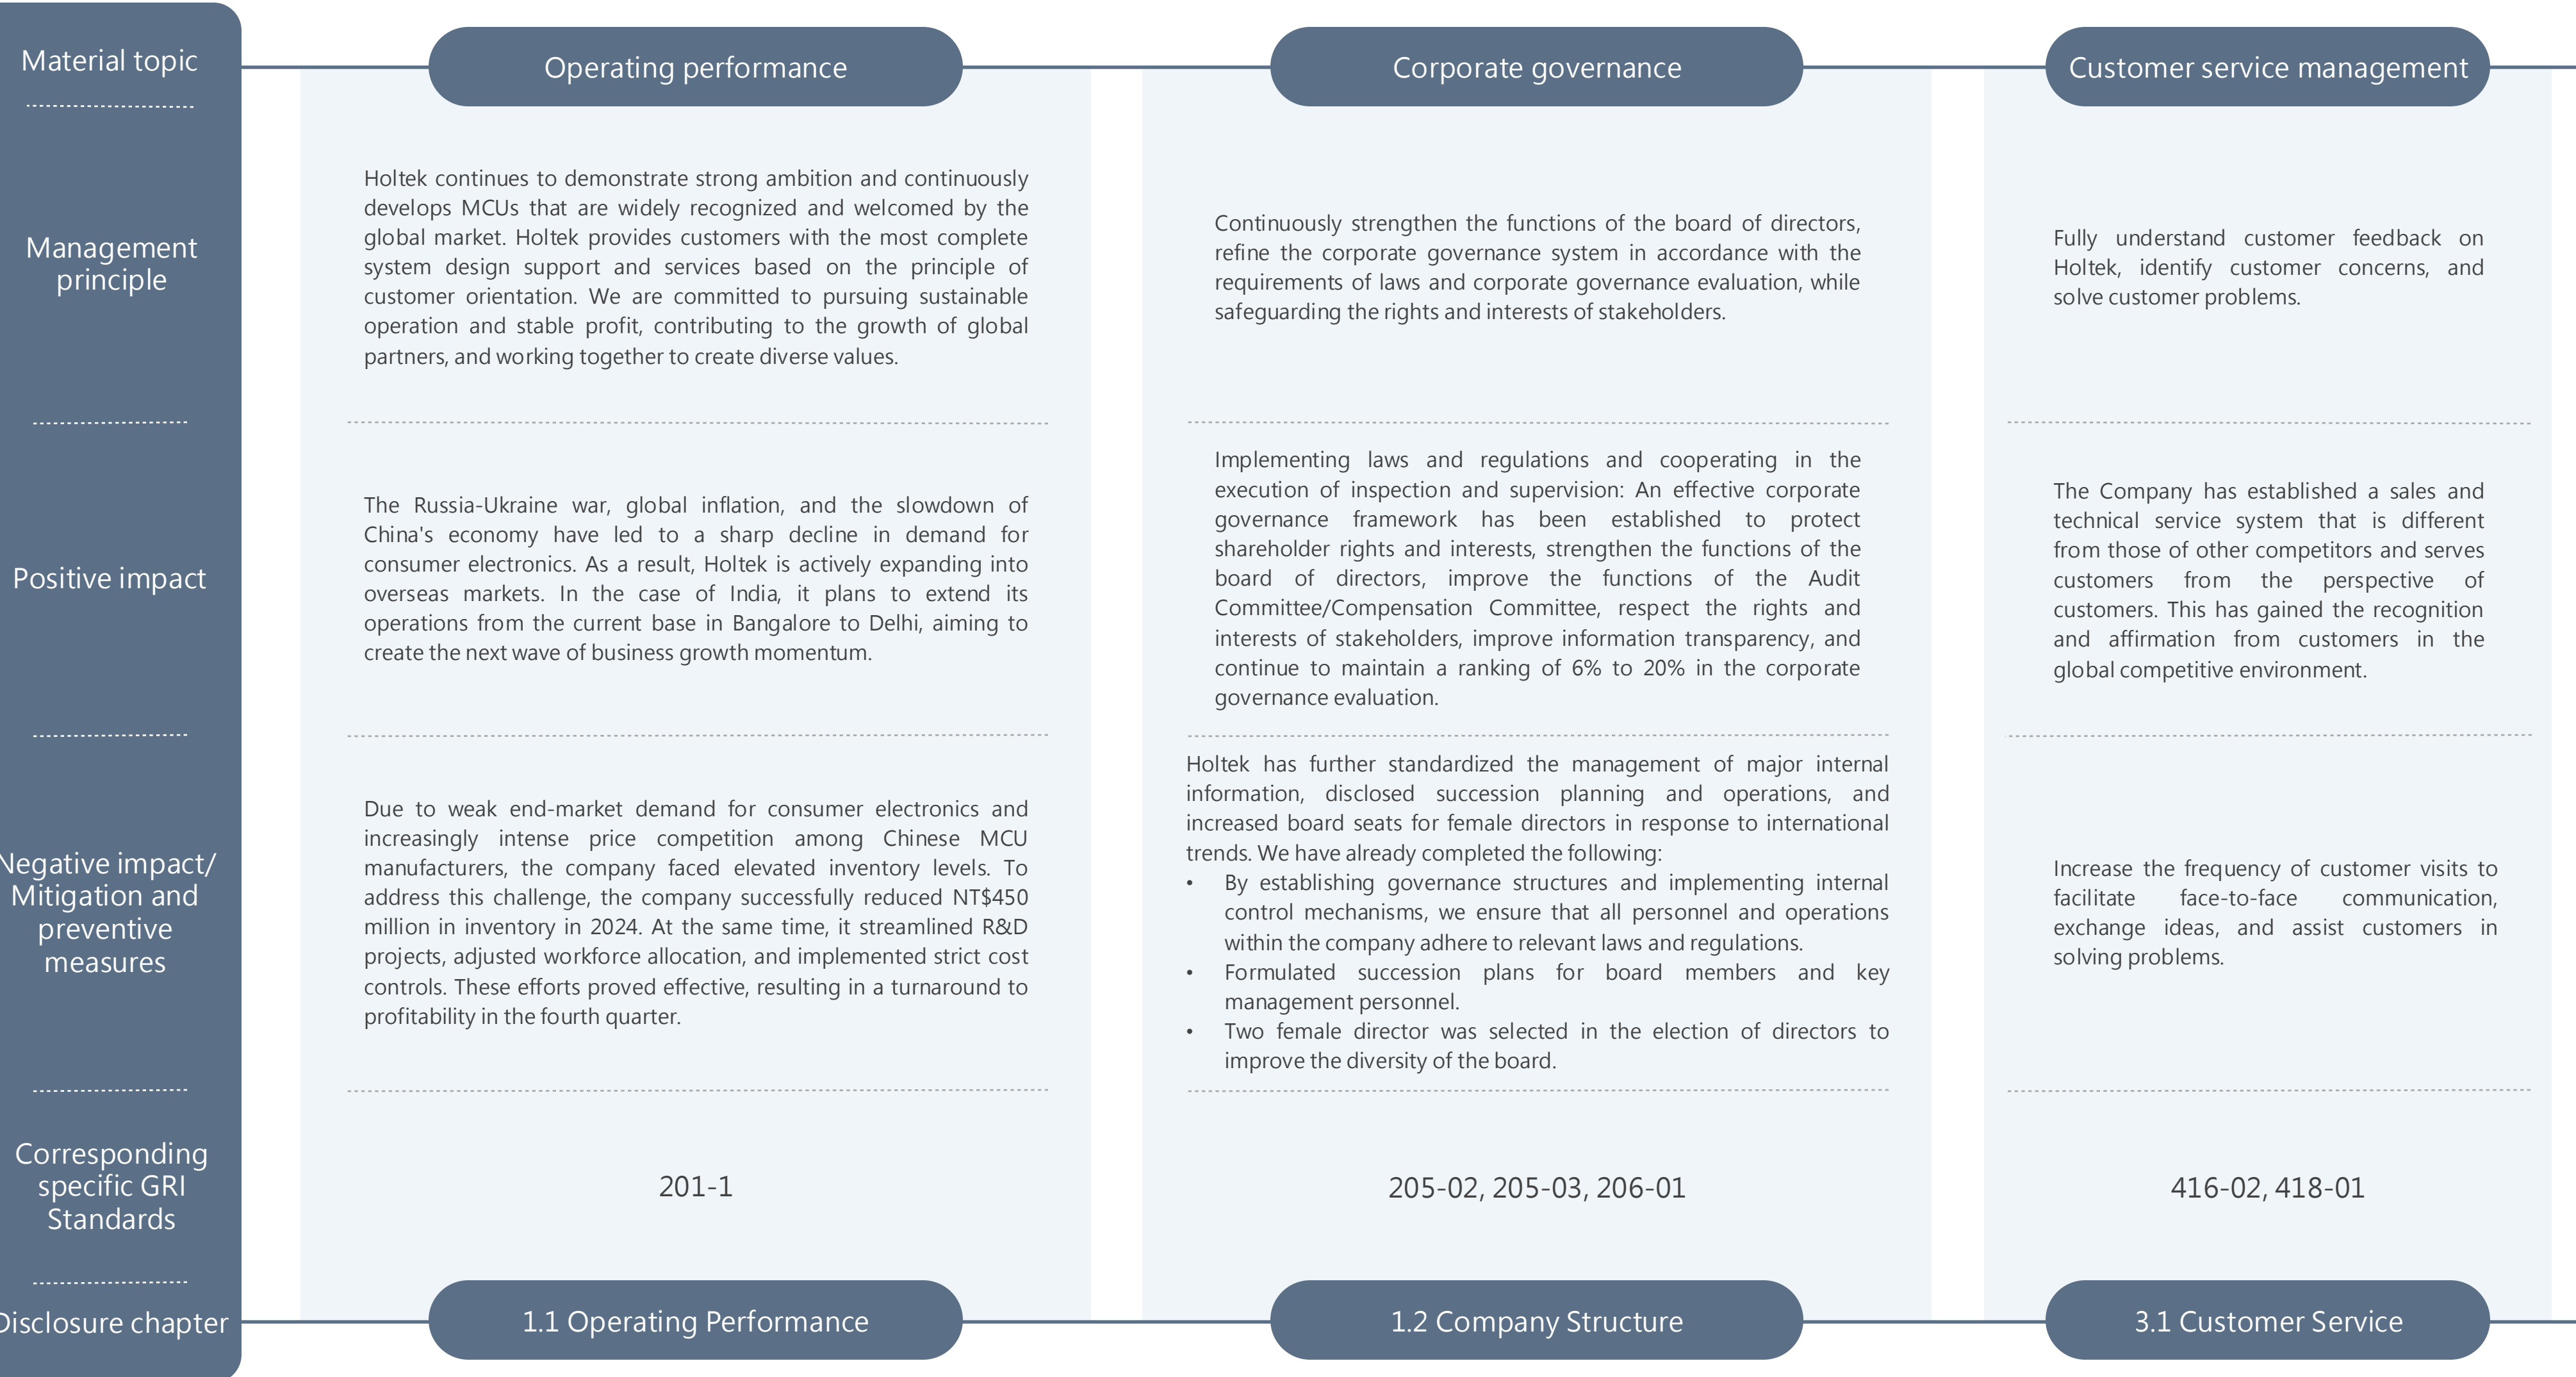 Material topic
Operating performance
Corporate governance
Customer service management
Management
principle
Holtek continues to demonstrate strong ambition and continuously
develops MCUs that are widely recognized and welcomed by the
global market. Holtek provides customers with the most complete
system design support and services based on the principle of
customer orientation. We are committed to pursuing sustainable
operation and stable profit, contributing to the growth of global
partners, and working together to create diverse values.
Continuously strengthen the functions of the board of directors,
refine the corporate governance system in accordance with the
requirements of laws and corporate governance evaluation, while
safeguarding the rights and interests of stakeholders.
Fully understand customer feedback on
Holtek, identify customer concerns, and
solve customer problems.
Positive impact
The Russia-Ukraine war, global inflation, and the slowdown of
China's economy have led to a sharp decline in demand for
consumer electronics. As a result, Holtek is actively expanding into
overseas markets. In the case of India, it plans to extend its
operations from the current base in Bangalore to Delhi, aiming to
create the next wave of business growth momentum.
Implementing laws and regulations and cooperating in the
execution of inspection and supervision: An effective corporate
governance framework has been established to protect
shareholder rights and interests, strengthen the functions of the
board of directors, improve the functions of the Audit
Committee/Compensation Committee, respect the rights and
interests of stakeholders, improve information transparency, and
continue to maintain a ranking of 6% to 20% in the corporate
governance evaluation.
The Company has established a sales and
technical service system that is different
from those of other competitors and serves
customers from the perspective of
customers. This has gained the recognition
and affirmation from customers in the
global competitive environment.
Negative impact/
Mitigation and
preventive
measures
Due to weak end-market demand for consumer electronics and
increasingly intense price competition among Chinese MCU
manufacturers, the company faced elevated inventory levels. To
address this challenge, the company successfully reduced NT$450
million in inventory in 2024. At the same time, it streamlined R&D
projects, adjusted workforce allocation, and implemented strict cost
controls. These efforts proved effective, resulting in a turnaround to
profitability in the fourth quarter.
Holtek has further standardized the management of major internal
information, disclosed succession planning and operations, and
increased board seats for female directors in response to international
trends. We have already completed the following:
• By establishing governance structures and implementing internal
control mechanisms, we ensure that all personnel and operations
within the company adhere to relevant laws and regulations.
• Formulated succession plans for board members and key
management personnel.
• Two female director was selected in the election of directors to
improve the diversity of the board.
Increase the frequency of customer visits to
facilitate face-to-face communication,
exchange ideas, and assist customers in
solving problems.
Corresponding
specific GRI
Standards
201-1
205-02, 205-03, 206-01
416-02, 418-01
Disclosure chapter
1.1 Operating Performance
1.2 Company Structure
3.1 Customer Service